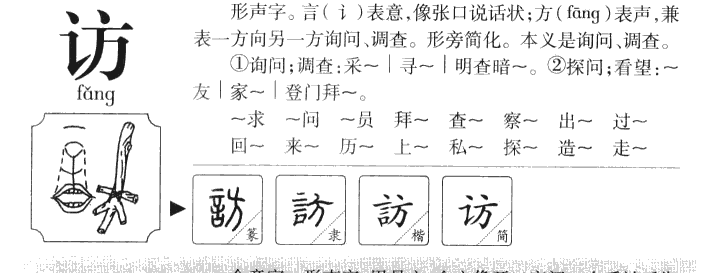 访
fǎng
形声字。言(讠)表意,像张口说话状;方(fāng)表声,兼
表一方向另一方询问、调查。形旁简化。本义是询问、调查。
①询问;调查:采～｜寻～｜明查暗～。②探问;看望:～
友｜家～｜登门拜～。
～求 ～问 ～员 拜～ 查～ 察～ 出～ 过～
回～ 来～ 历～ 上～ 私～ 探～ 造～ 走～
訪 篆 訪 隶 訪 楷 访 简